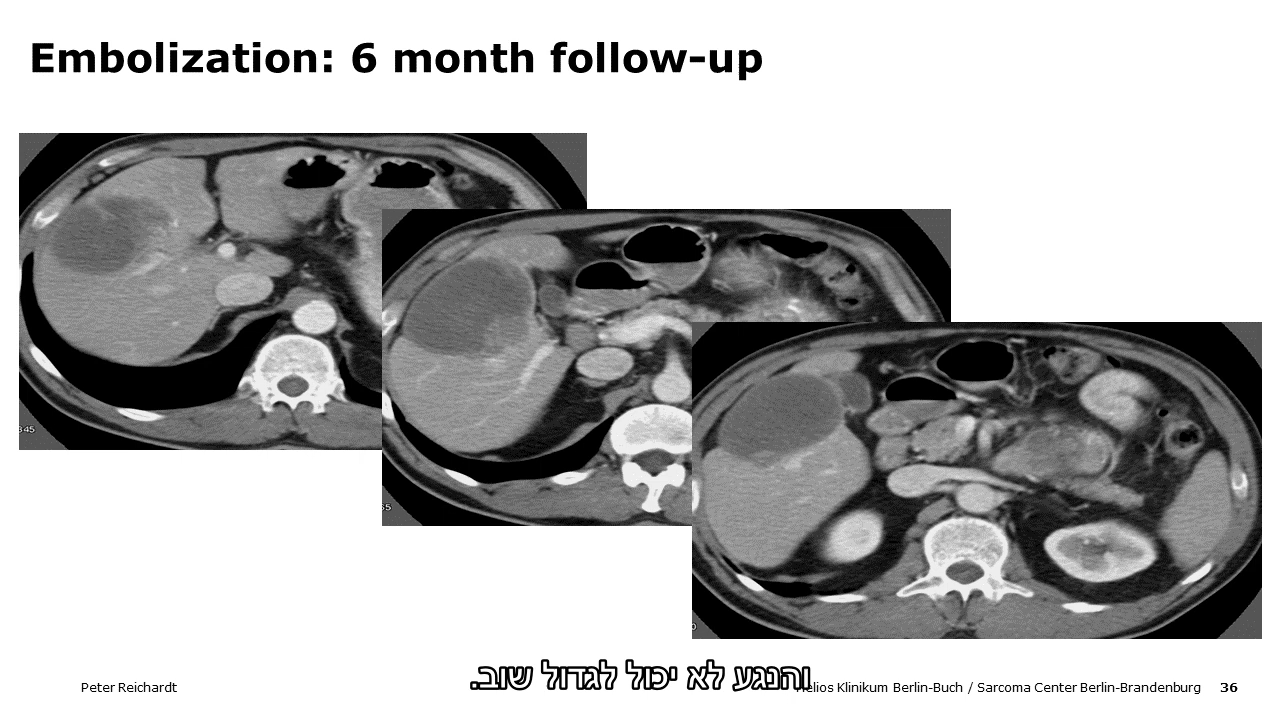 Embolization: 6 month follow-up
345
והנגע לא יכול לגדול שוב.
Peter Reichardt
Helios Klinikum Berlin-Buch / Sarcoma Center Berlin-Brandenburg
36